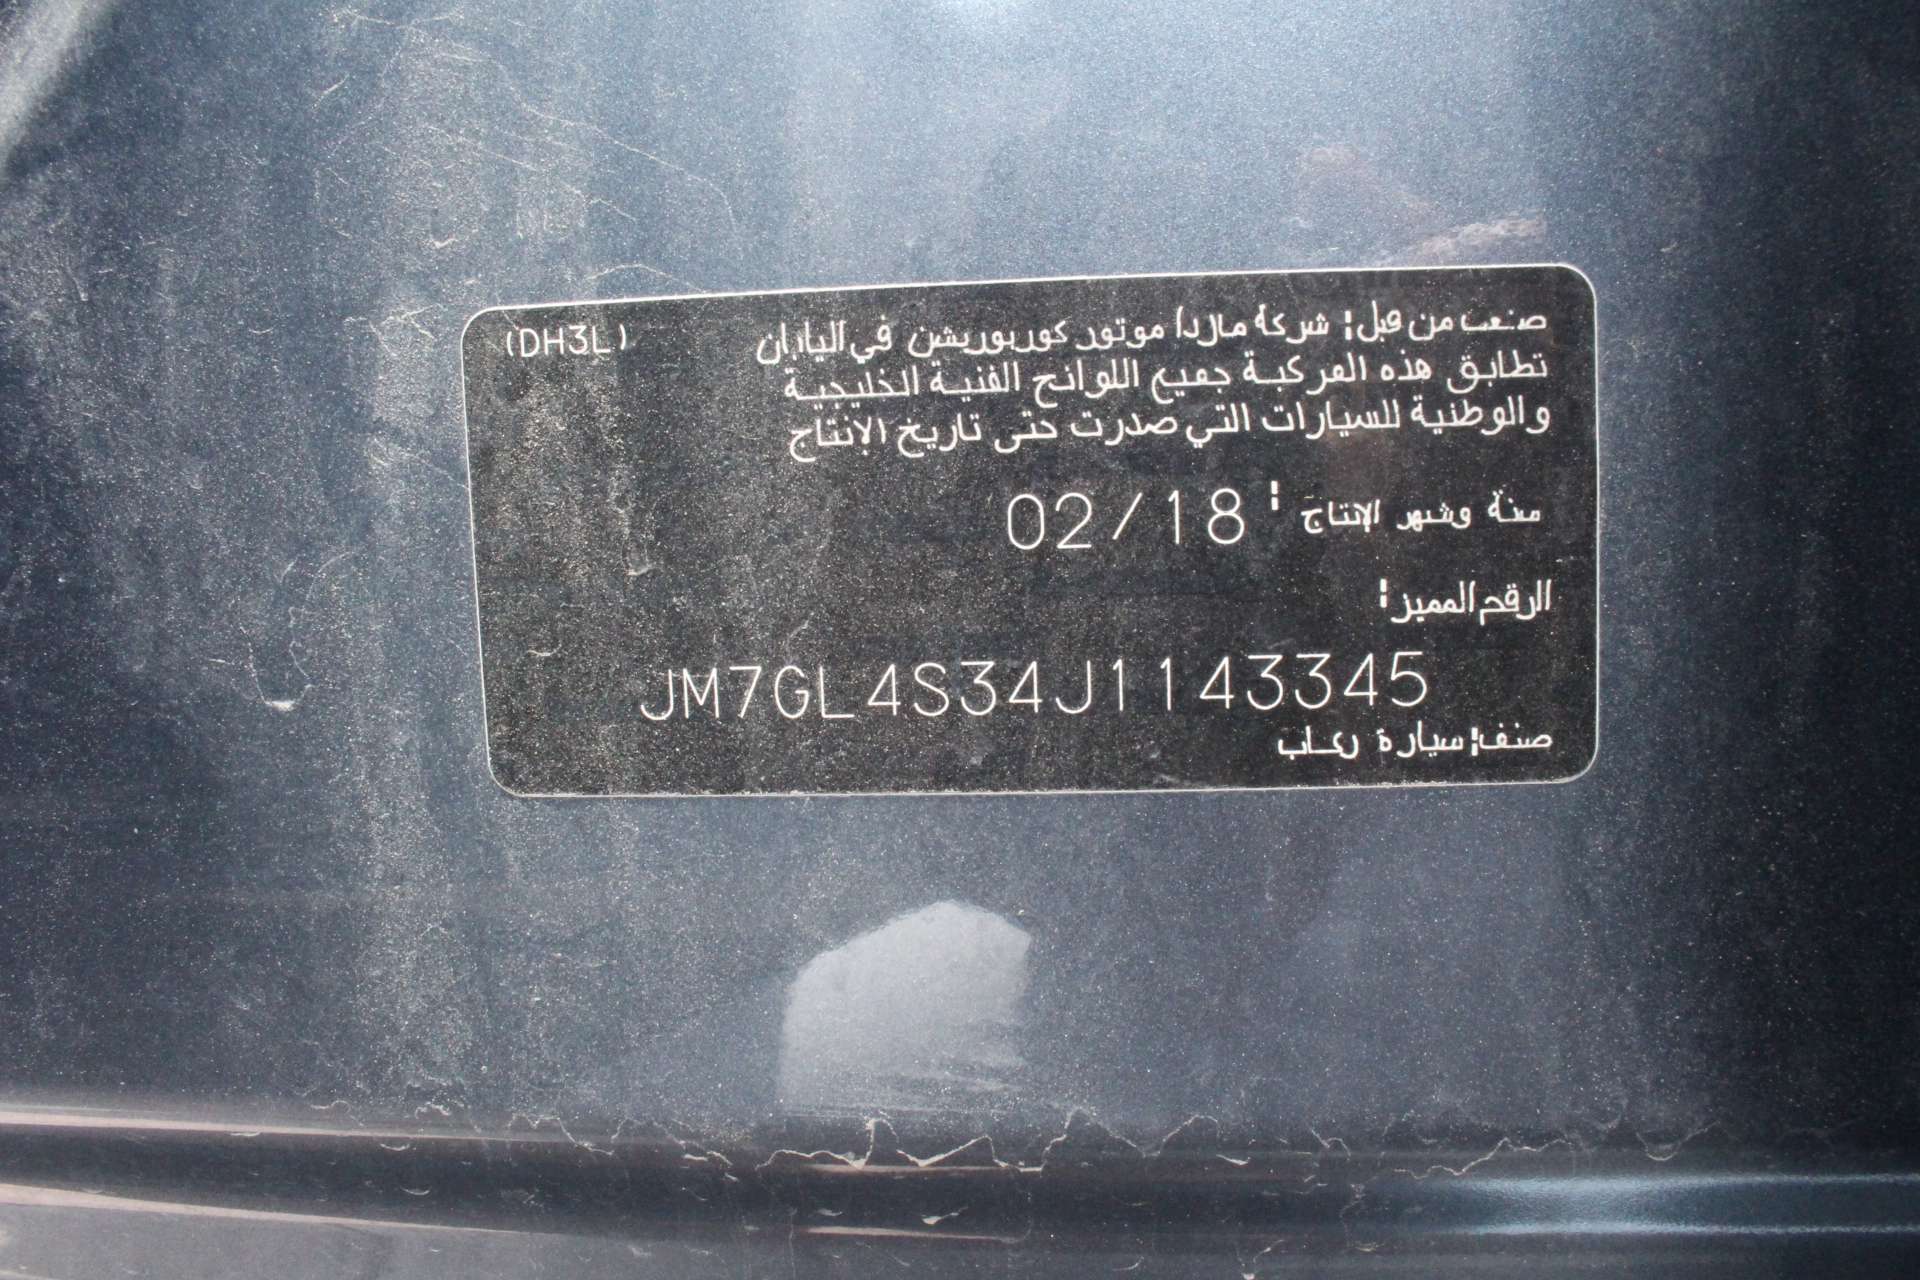 صنعت من قبل: شركة مازدا موتور كوربوريشن في اليابان (DH3L)
تطابق هذه المركبة جميع اللوائح الفنية الخليجية
والوطنية للسيارات التي صدرت حتى تاريخ الإنتاج
سنة وشهر الإنتاج : 02/18
الرقم المميز:
JM7GL4S34J1143345
صنف: سيارة ركاب